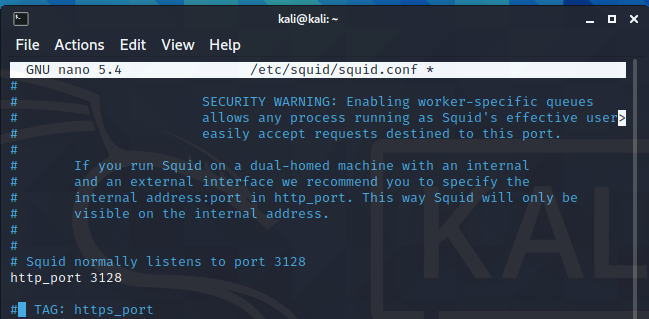 kali@kali: ~
File Actions Edit View Help
GNU nano 5.4 /etc/squid/squid.conf *
#
# SECURITY WARNING: Enabling worker-specific queues
# allows any process running as Squid's effective user>
# easily accept requests destined to this port.
#
# If you run Squid on a dual-homed machine with an internal
# and an external interface we recommend you to specify the
# internal address:port in http_port. This way Squid will only be
# visible on the internal address.
#
#
# Squid normally listens to port 3128
http_port 3128
# TAG: https_port
KAL